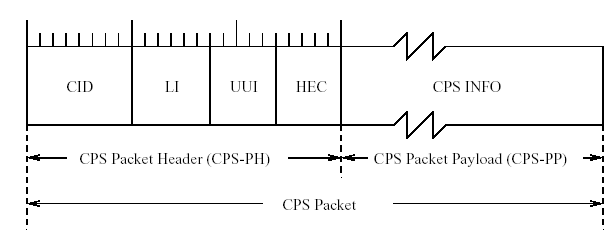 CID LI UUI HEC CPS INFO
CPS Packet Header (CPS-PH) CPS Packet Payload (CPS-PP)
CPS Packet